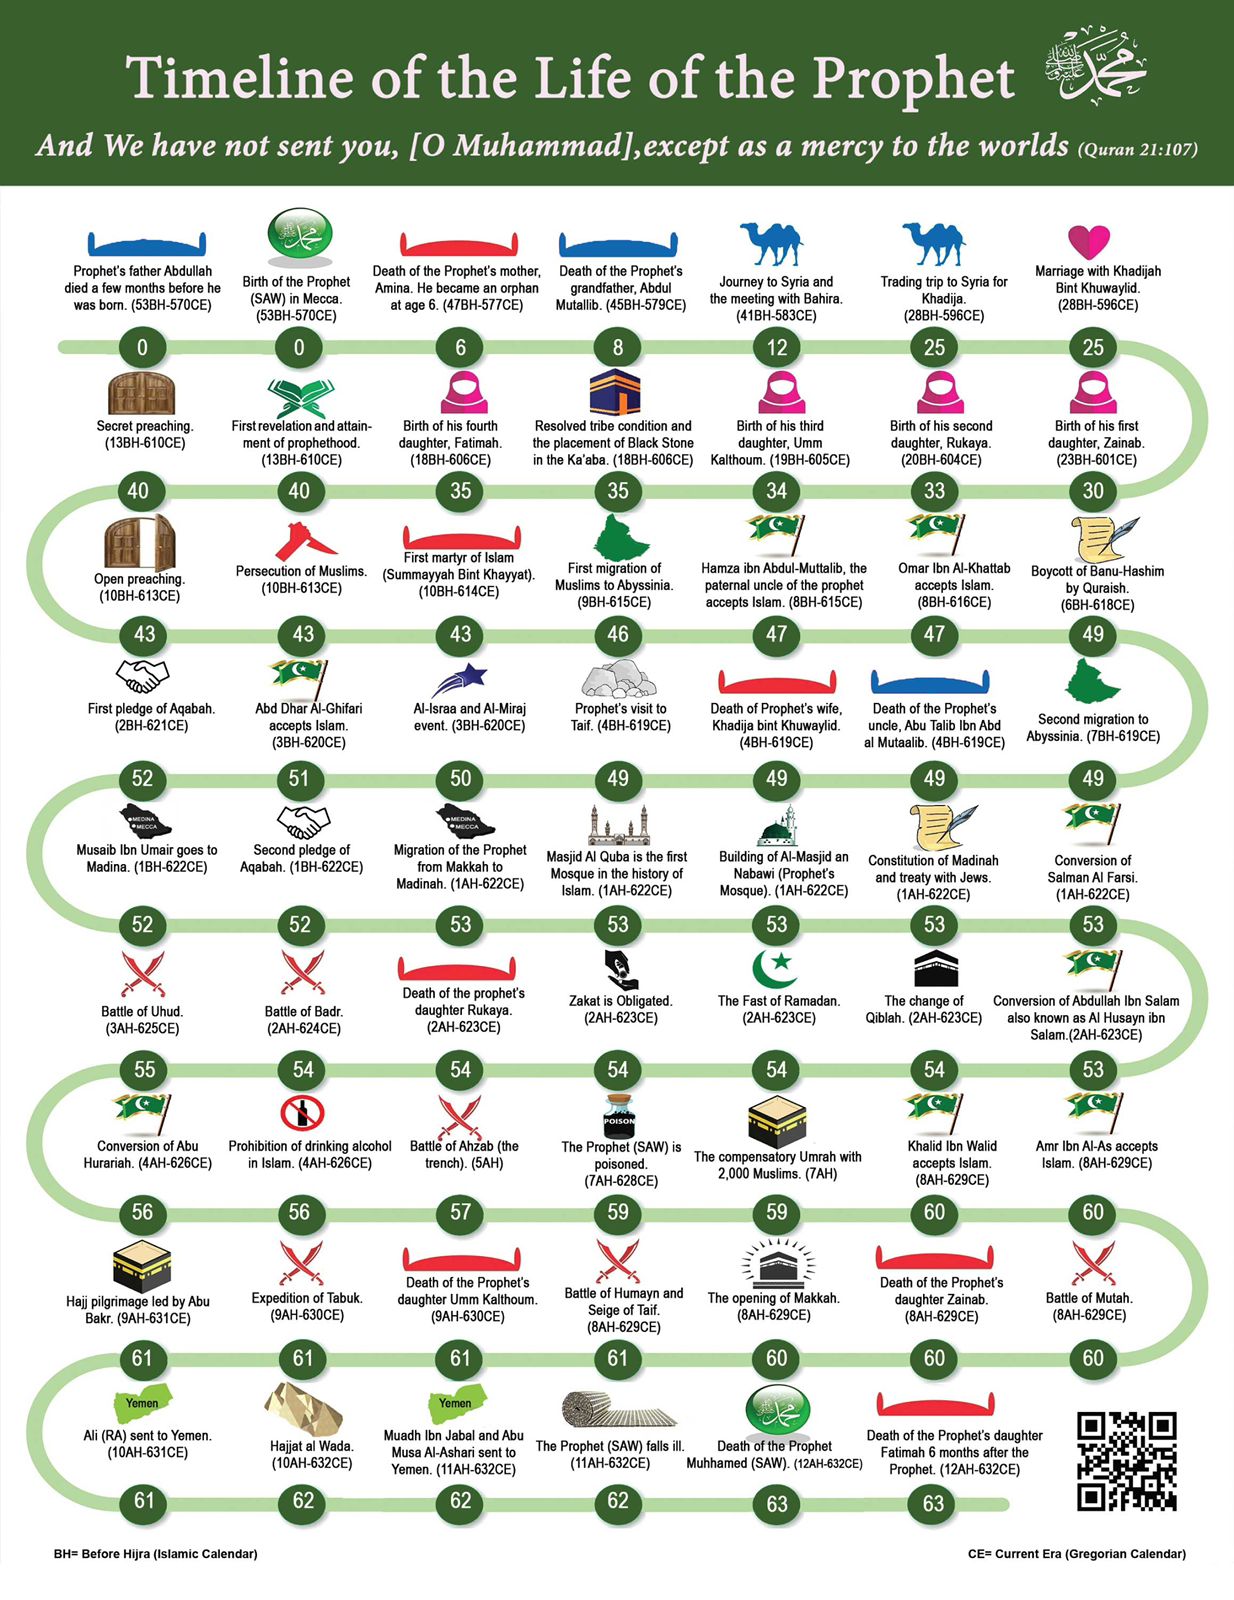 Timeline of the Life of the Prophet
محمد صلى الله عليه وسلم
And We have not sent you, [O Muhammad],except as a mercy to the worlds (Quran 21:107)
Prophet's father Abdullah
died a few months before he
was born. (53BH-570CE)
0
محمد
Birth of the Prophet
(SAW) in Mecca.
(53BH-570CE)
0
Death of the Prophet's mother,
Amina. He became an orphan
at age 6. (47BH-577CE)
6
Death of the Prophet's
grandfather, Abdul
Mutallib. (45BH-579CE)
8
Journey to Syria and
the meeting with Bahira.
(41BH-583CE)
12
Trading trip to Syria for
Khadija.
(28BH-596CE)
25
Marriage with Khadijah
Bint Khuwaylid.
(28BH-596CE)
25
Secret preaching.
(13BH-610CE)
40
First revelation and attain-
ment of prophethood.
(13BH-610CE)
40
Birth of his fourth
daughter, Fatimah.
(18BH-606CE)
35
Resolved tribe condition and
the placement of Black Stone
in the Ka'aba. (18BH-606CE)
35
Birth of his third
daughter, Umm
Kalthoum. (19BH-605CE)
34
Birth of his second
daughter, Rukaya.
(20BH-604CE)
33
Birth of his first
daughter, Zainab.
(23BH-601CE)
30
Open preaching.
(10BH-613CE)
43
Persecution of Muslims.
(10BH-613CE)
43
First martyr of Islam
(Summayyah Bint Khayyat).
(10BH-614CE)
43
First migration of
Muslims to Abyssinia.
(9BH-615CE)
46
Hamza ibn Abdul-Muttalib, the
paternal uncle of the prophet
accepts Islam. (8BH-615CE)
47
Omar Ibn Al-Khattab
accepts Islam.
(8BH-616CE)
47
Boycott of Banu-Hashim
by Quraish.
(6BH-618CE)
49
First pledge of Aqabah.
(2BH-621CE)
52
Abd Dhar Al-Ghifari
accepts Islam.
(3BH-620CE)
51
Al-Israa and Al-Miraj
event. (3BH-620CE)
50
Prophet's visit to
Taif. (4BH-619CE)
49
Death of Prophet's wife,
Khadija bint Khuwaylid.
(4BH-619CE)
49
Death of the Prophet's
uncle, Abu Talib Ibn Abd
al Mutaalib. (4BH-619CE)
49
Second migration to
Abyssinia. (7BH-619CE)
49
MEDINA
MECCA
Musaib Ibn Umair goes to
Madina. (1BH-622CE)
52
Second pledge of
Aqabah. (1BH-622CE)
52
MEDINA
MECCA
Migration of the Prophet
from Makkah to
Madinah. (1AH-622CE)
53
Masjid Al Quba is the first
Mosque in the history of
Islam. (1AH-622CE)
53
Building of Al-Masjid an
Nabawi (Prophet's
Mosque). (1AH-622CE)
53
Constitution of Madinah
and treaty with Jews.
(1AH-622CE)
53
Conversion of
Salman Al Farsi.
(1AH-622CE)
53
Battle of Uhud.
(3AH-625CE)
55
Battle of Badr.
(2AH-624CE)
54
Death of the prophet's
daughter Rukaya.
(2AH-623CE)
54
Zakat is Obligated.
(2AH-623CE)
54
The Fast of Ramadan.
(2AH-623CE)
54
The change of
Qiblah. (2AH-623CE)
54
Conversion of Abdullah Ibn Salam
also known as Al Husayn ibn
Salam.(2AH-623CE)
53
Conversion of Abu
Hurariah. (4AH-626CE)
56
Prohibition of drinking alcohol
in Islam. (4AH-626CE)
56
Battle of Ahzab (the
trench). (5AH)
57
POISON
The Prophet (SAW) is
poisoned.
(7AH-628CE)
59
The compensatory Umrah with
2,000 Muslims. (7AH)
59
Khalid Ibn Walid
accepts Islam.
(8AH-629CE)
60
Amr Ibn Al-As accepts
Islam. (8AH-629CE)
60
Hajj pilgrimage led by Abu
Bakr. (9AH-631CE)
61
Expedition of Tabuk.
(9AH-630CE)
61
Death of the Prophet's
daughter Umm Kalthoum.
(9AH-630CE)
61
Battle of Humayn and
Seige of Taif.
(8AH-629CE)
61
The opening of Makkah.
(8AH-629CE)
60
Death of the Prophet's
daughter Zainab.
(8AH-629CE)
60
Battle of Mutah.
(8AH-629CE)
60
Yemen
Ali (RA) sent to Yemen.
(10AH-631CE)
61
Hajjat al Wada.
(10AH-632CE)
62
Yemen
Muadh Ibn Jabal and Abu
Musa Al-Ashari sent to
Yemen. (11AH-632CE)
62
The Prophet (SAW) falls ill.
(11AH-632CE)
62
محمد
Death of the Prophet
Muhhamed (SAW). (12AH-632CE)
63
Death of the Prophet's daughter
Fatimah 6 months after the
Prophet. (12AH-632CE)
63
BH= Before Hijra (Islamic Calendar)
CE= Current Era (Gregorian Calendar)